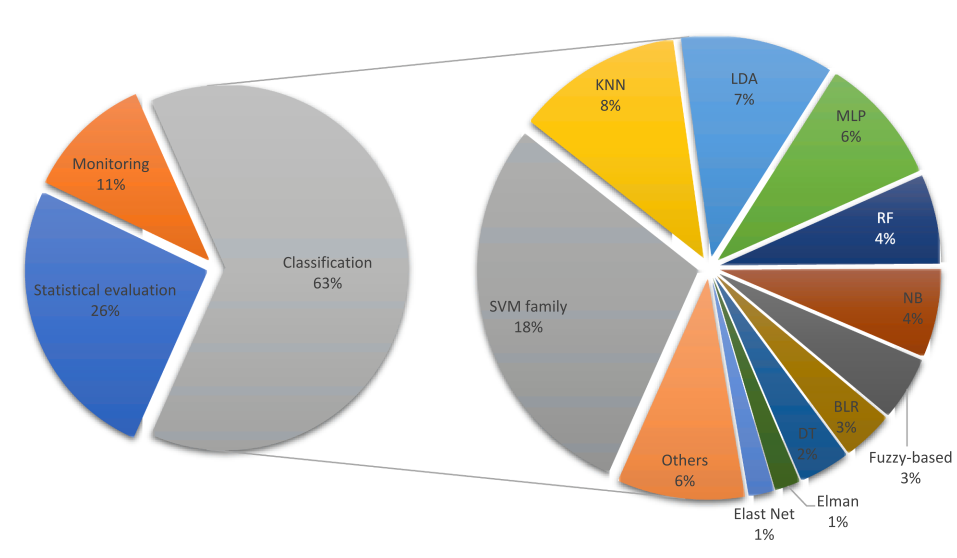 Monitoring
11%
Statistical evaluation
26%
Classification
63%
KNN
8%
LDA
7%
MLP
6%
RF
4%
NB
4%
Fuzzy-based
3%
BLR
3%
DT
2%
Elman
1%
Elast Net
1%
Others
6%
SVM family
18%